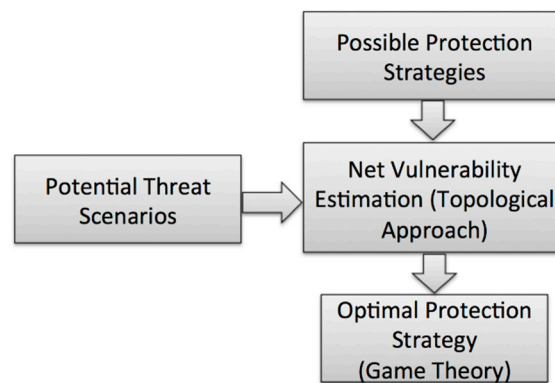 Possible Protection
Strategies
Potential Threat
Scenarios
Net Vulnerability
Estimation (Topological
Approach)
Optimal Protection
Strategy
(Game Theory)